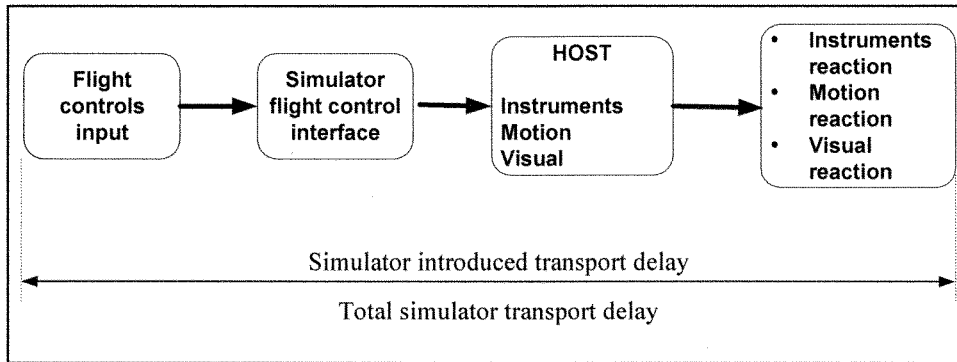 Flight
controls
input
Simulator
flight control
interface
HOST
Instruments
Motion
Visual
• Instruments
reaction
• Motion
reaction
• Visual
reaction
Simulator introduced transport delay
Total simulator transport delay